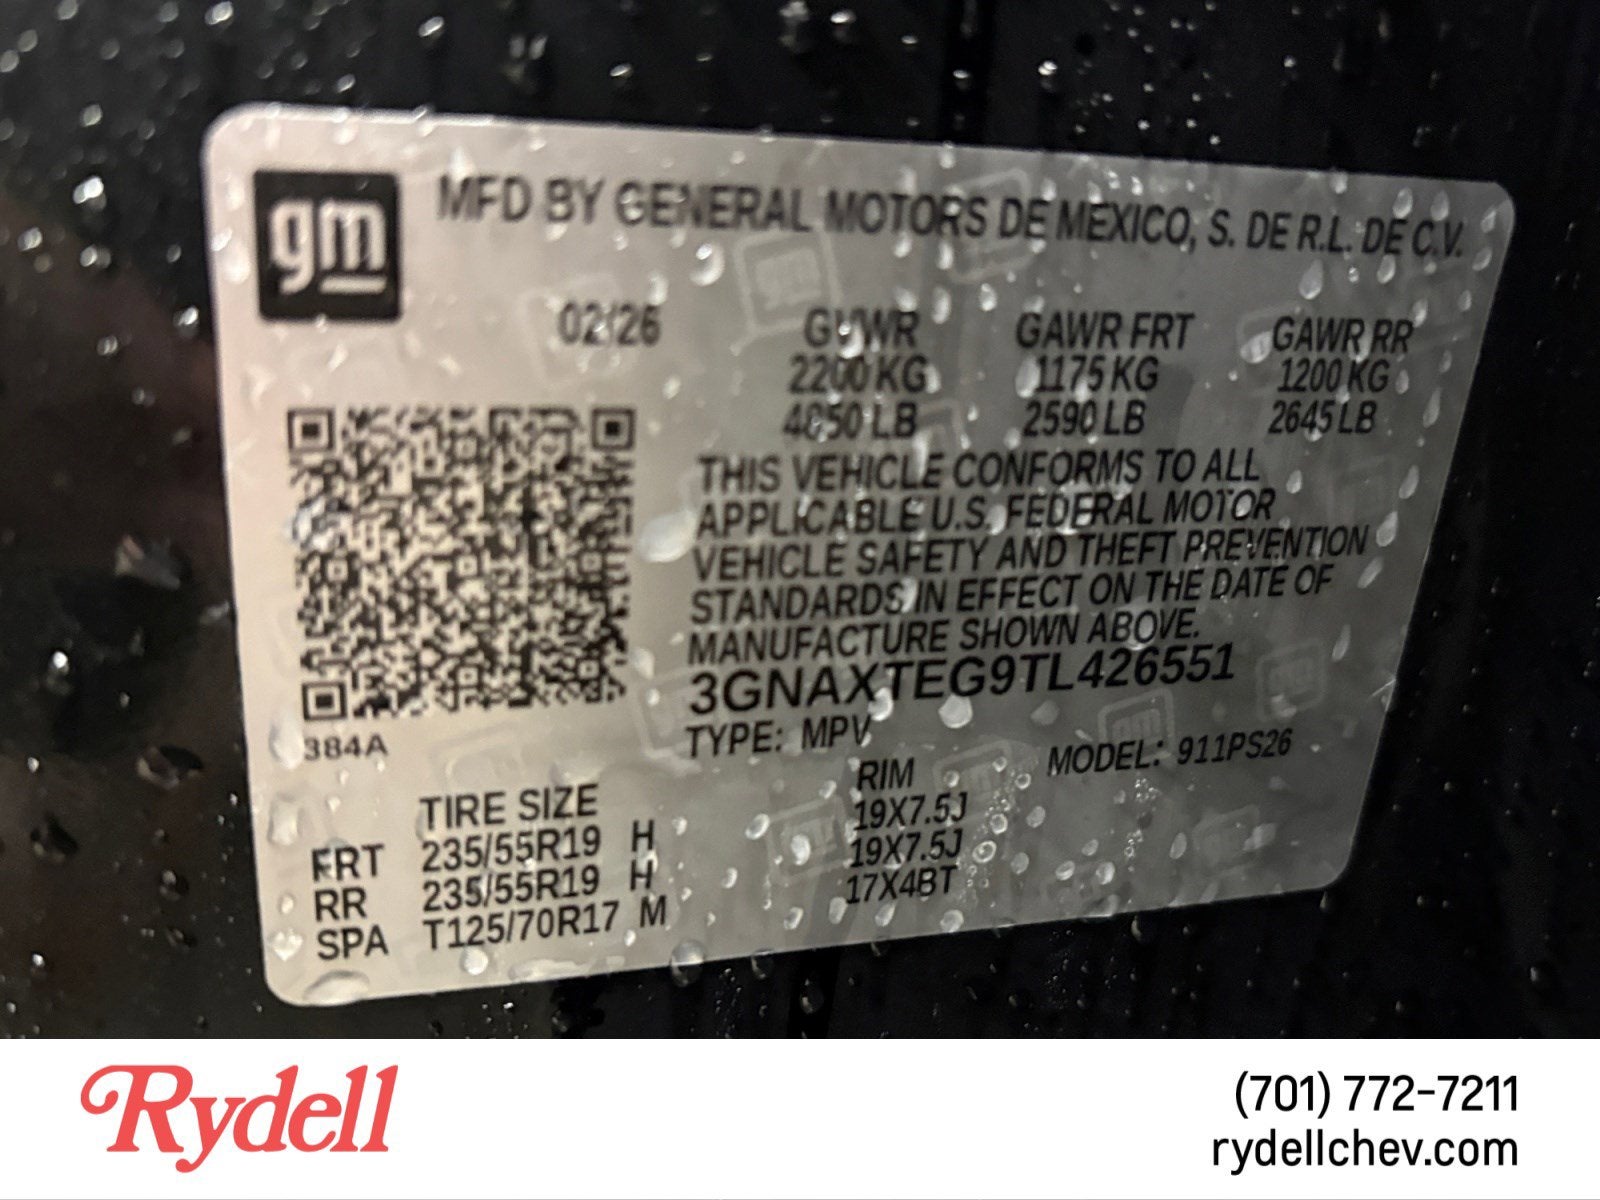 gm
MFD BY GENERAL MOTORS DE MEXICO, S. DE R.L. DE C.V.
02/26 GVWR GAWR FRT GAWR RR
2200 KG 1175 KG 1200 KG
4850 LB 2590 LB 2645 LB
THIS VEHICLE CONFORMS TO ALL
APPLICABLE U.S. FEDERAL MOTOR
VEHICLE SAFETY AND THEFT PREVENTION
STANDARDS IN EFFECT ON THE DATE OF
MANUFACTURE SHOWN ABOVE.
3GNAXTEG9TL426551
384A
TYPE: MPV MODEL: 911PS26
TIRE SIZE RIM
FRT 235/55R19 H 19X7.5J
RR 235/55R19 H 19X7.5J
SPA T125/70R17 M 17X4BT
Rydell
(701) 772-7211
rydellchev.com